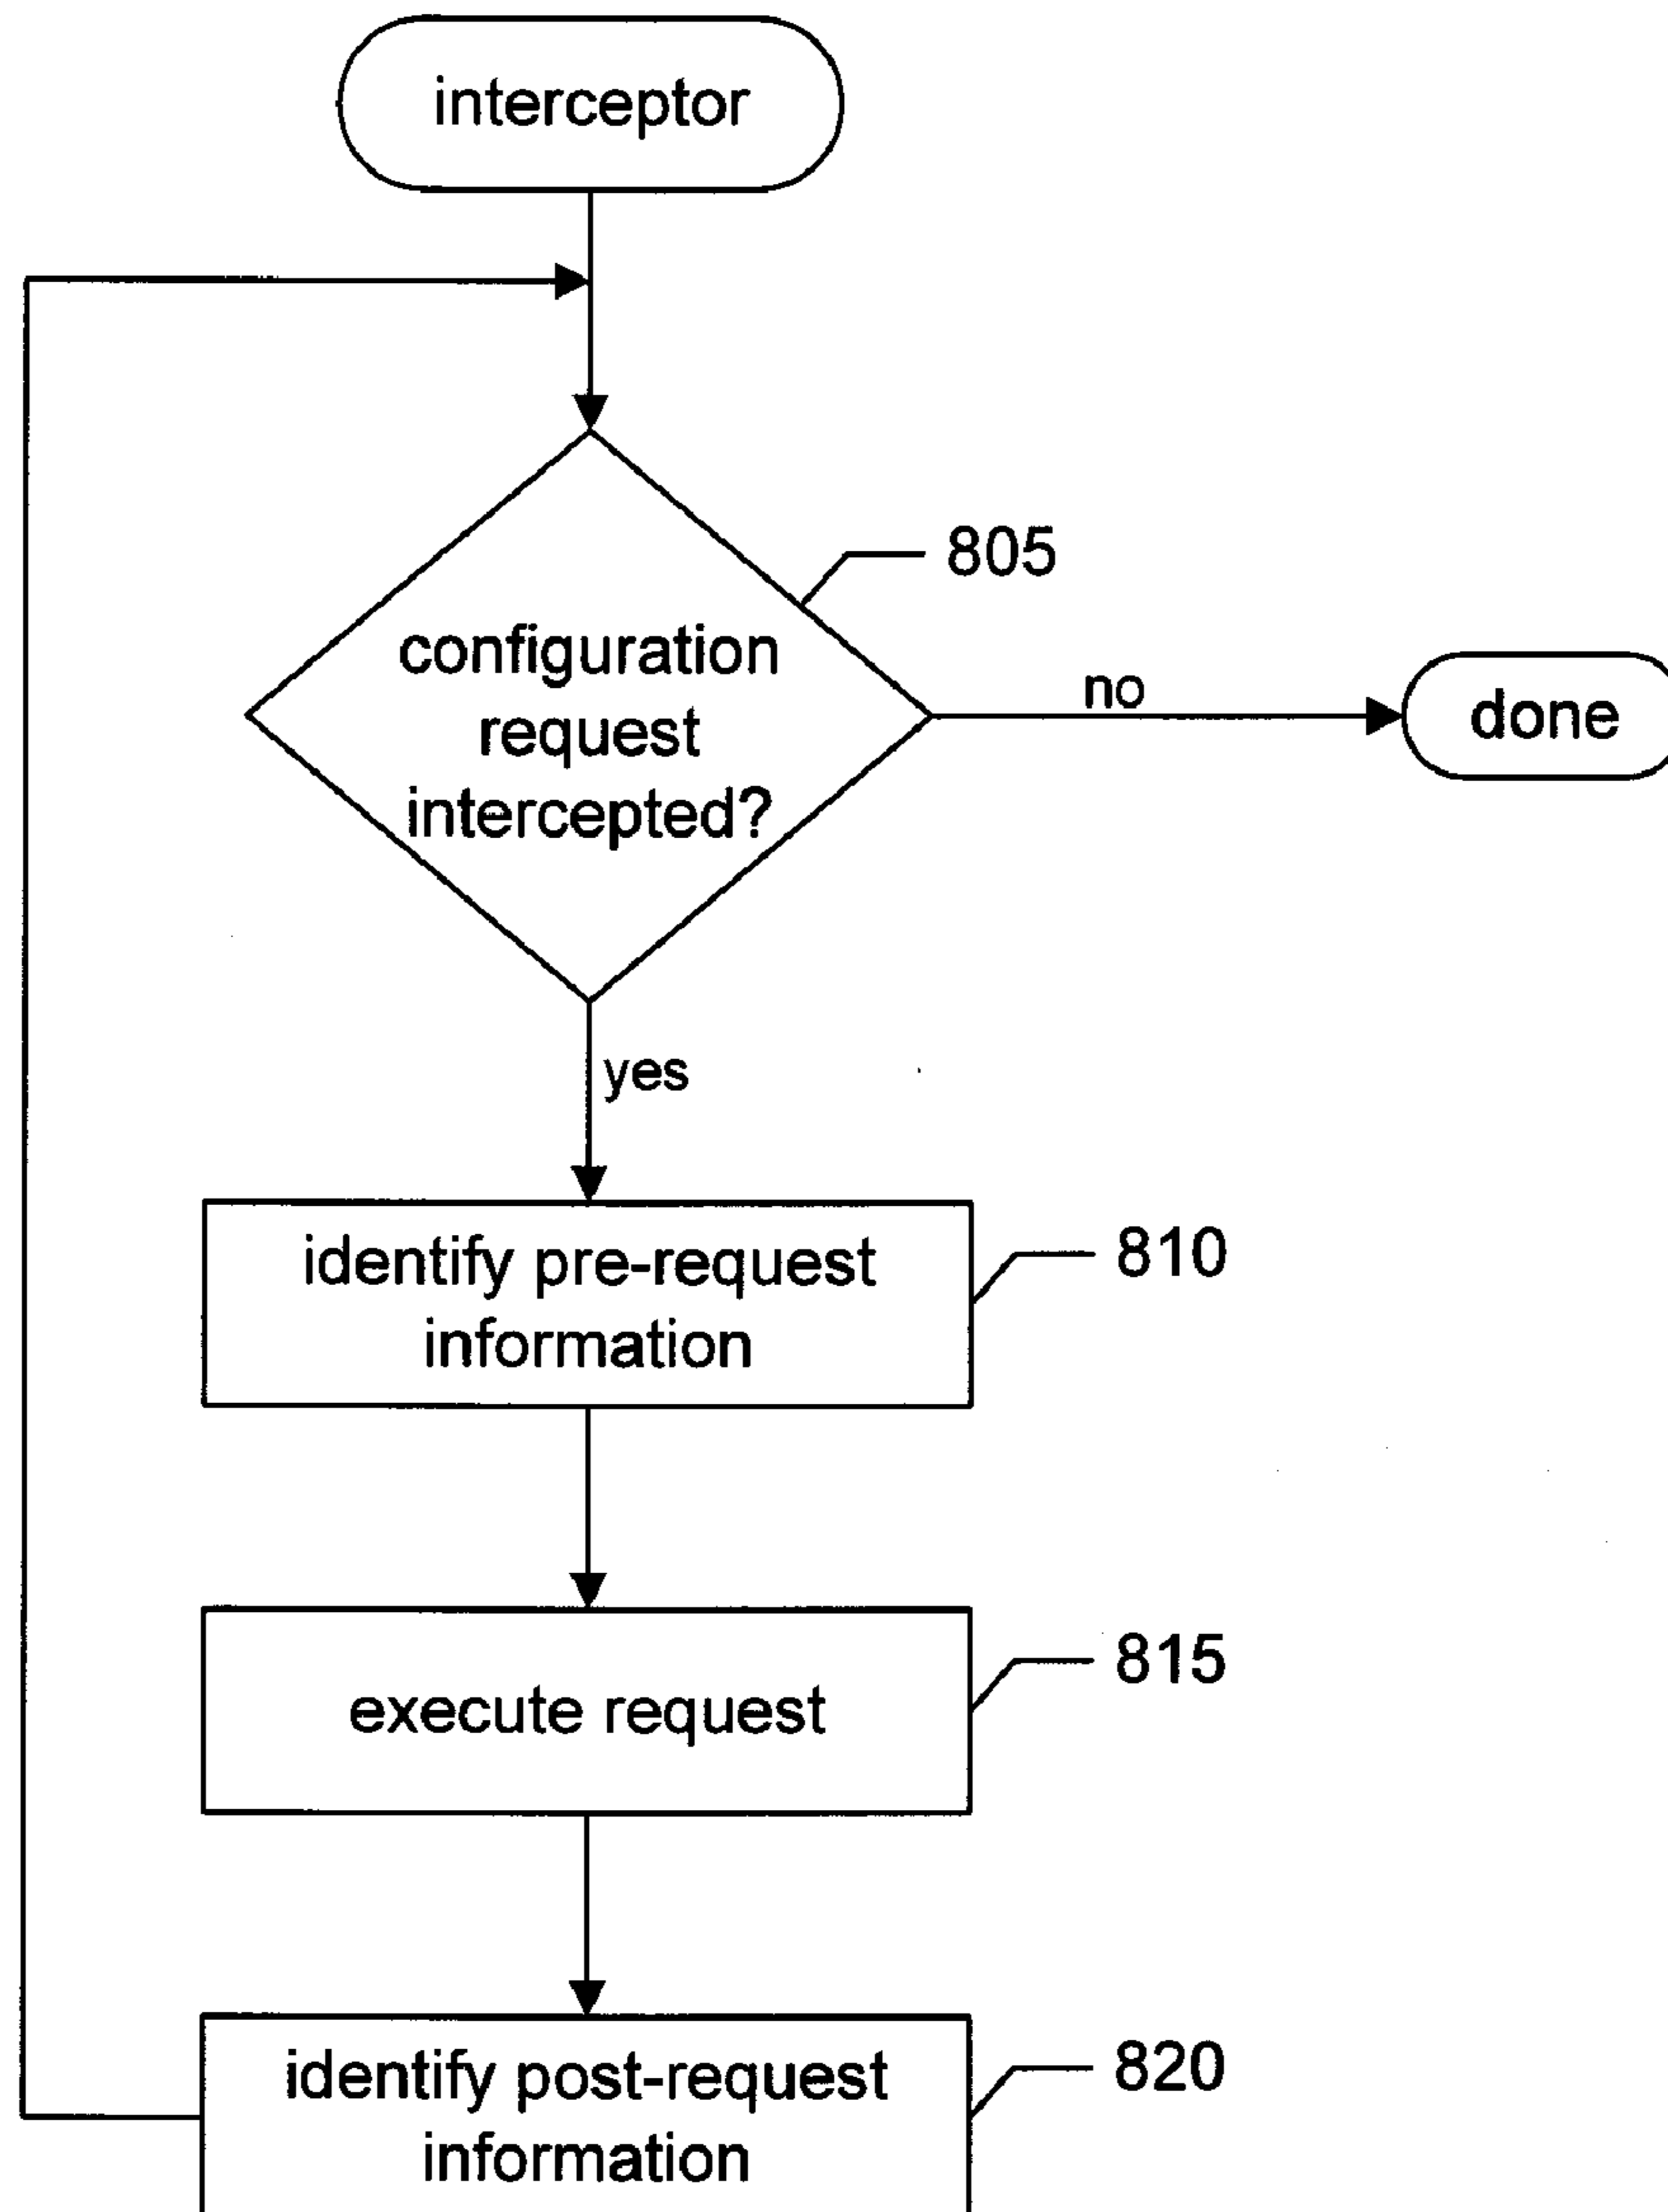 interceptor
805
configuration
request
intercepted?
no
done
yes
identify pre-request
information
810
execute request
815
identify post-request
information
820